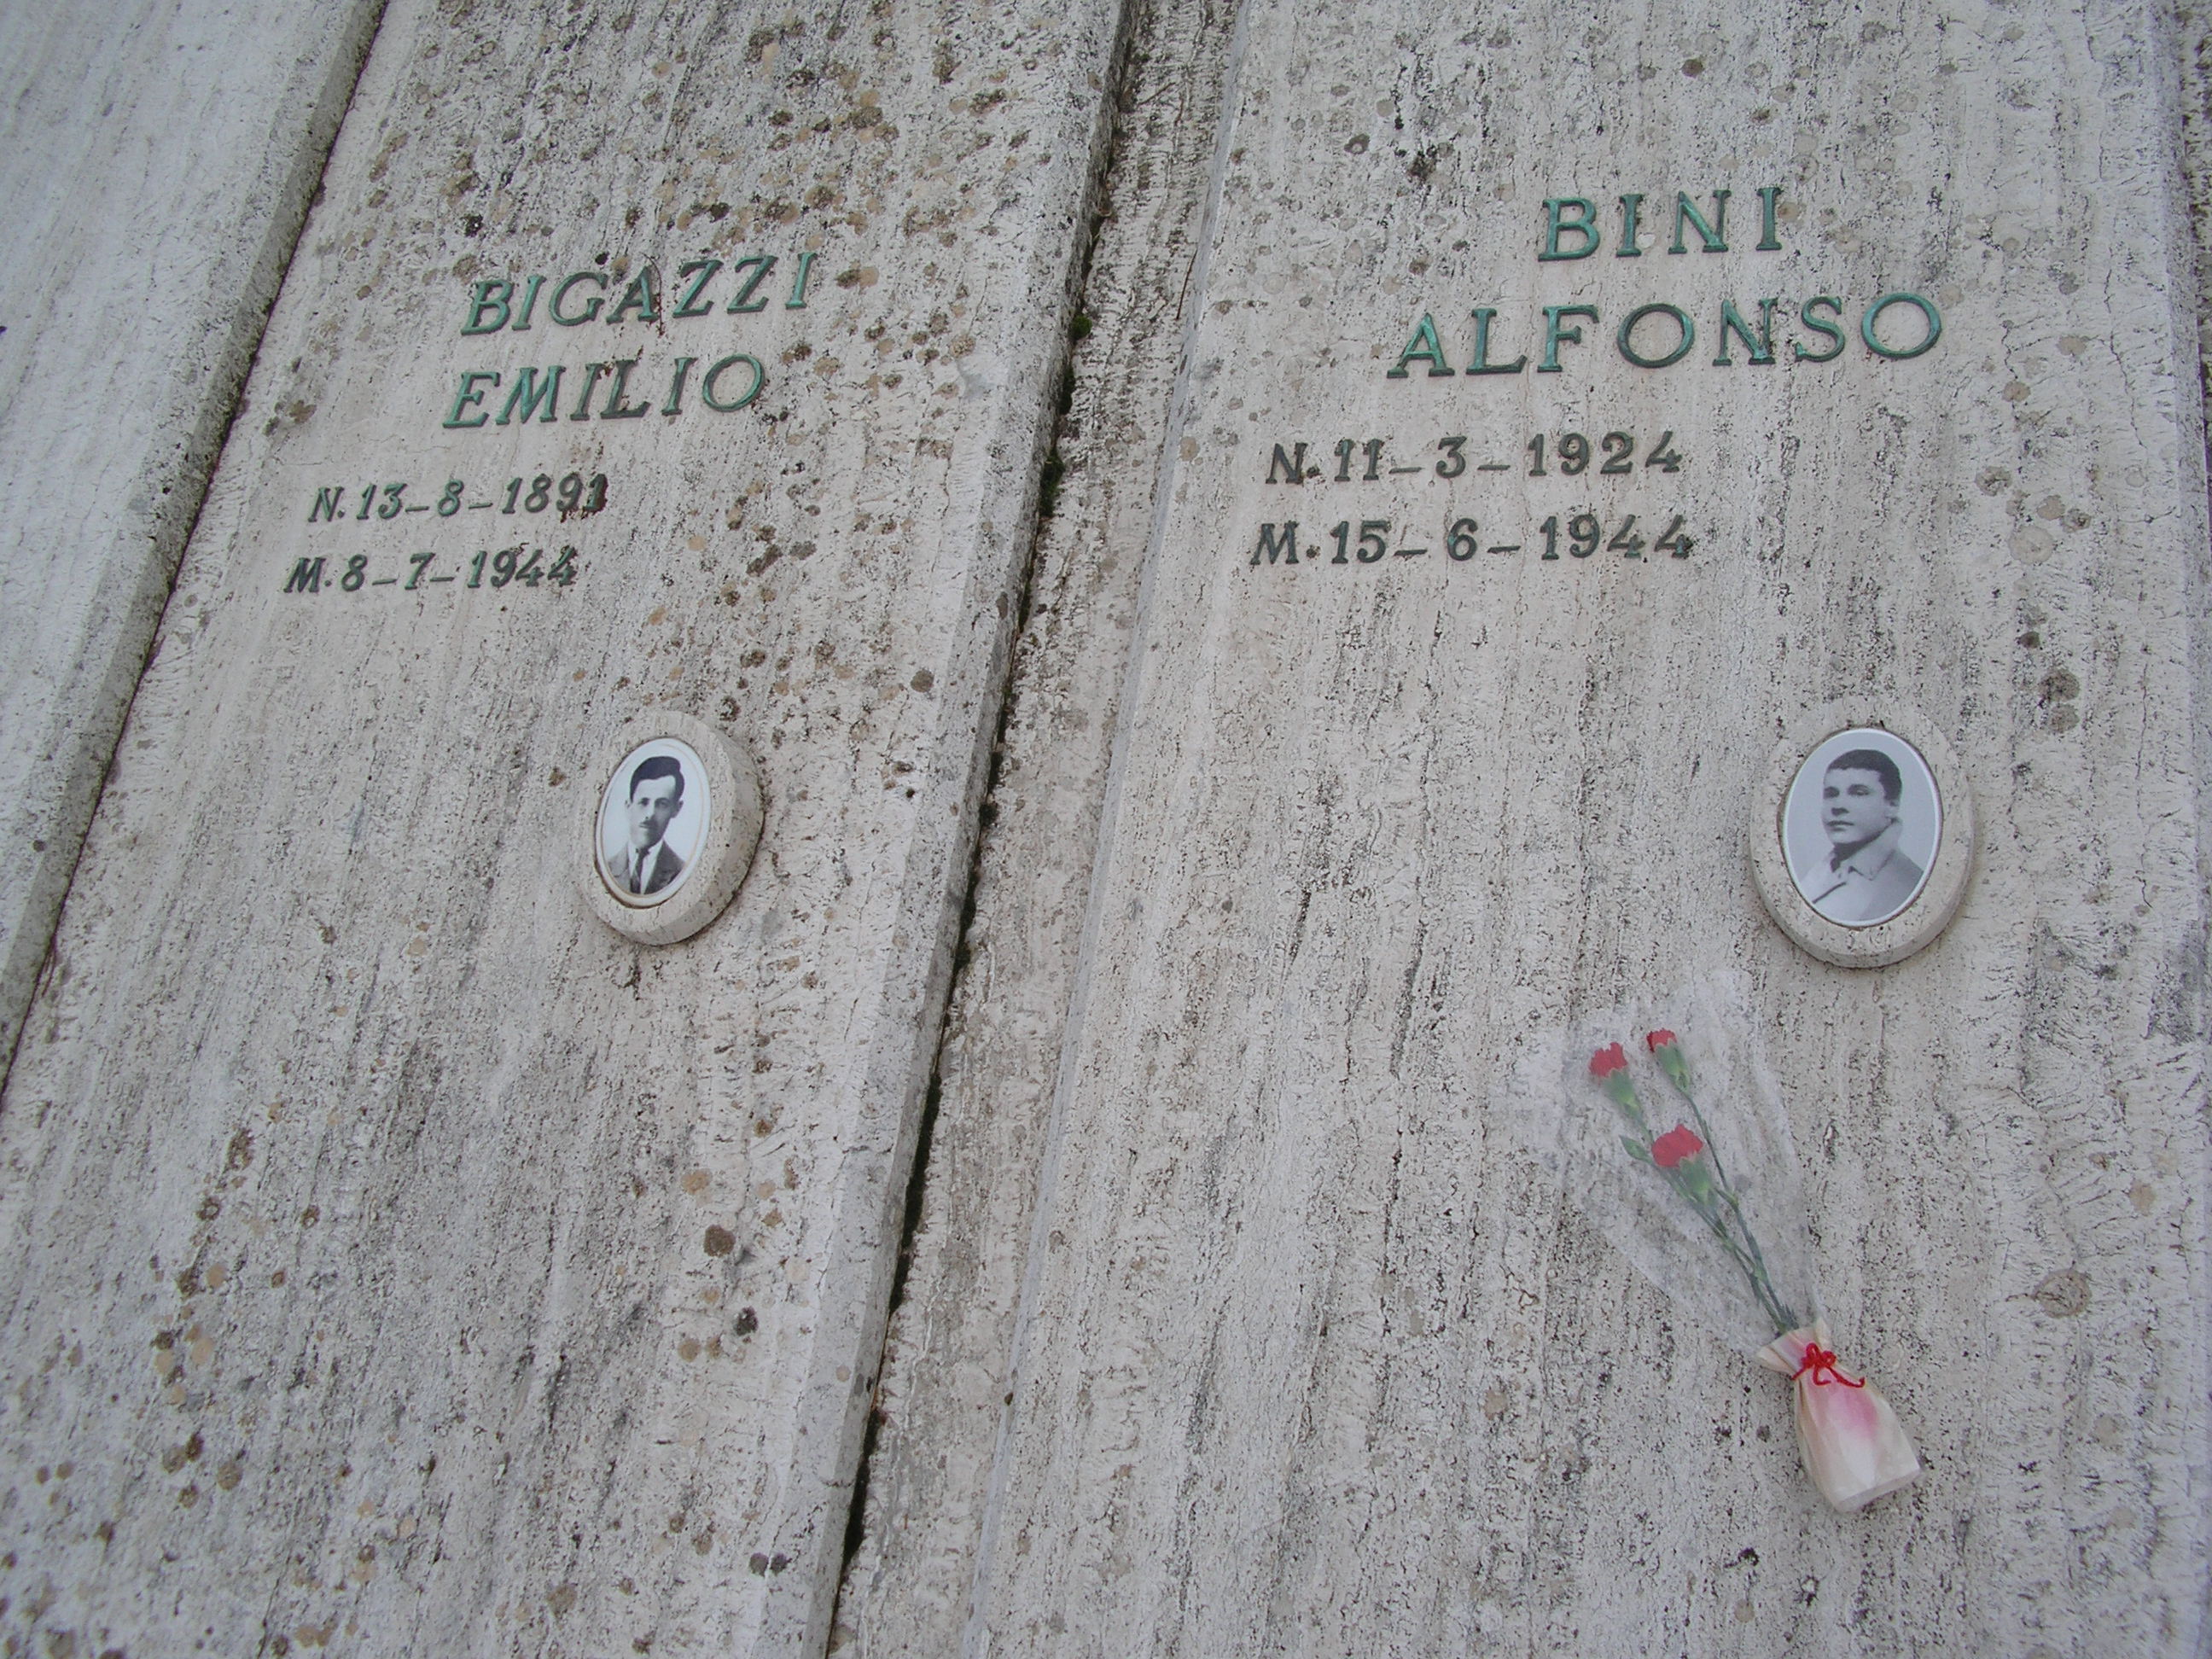 BIGAZZI
EMILIO
N. 13-8-1891
M. 8-7-1944
BINI
ALFONSO
N. 11-3-1924
M. 15-6-1944